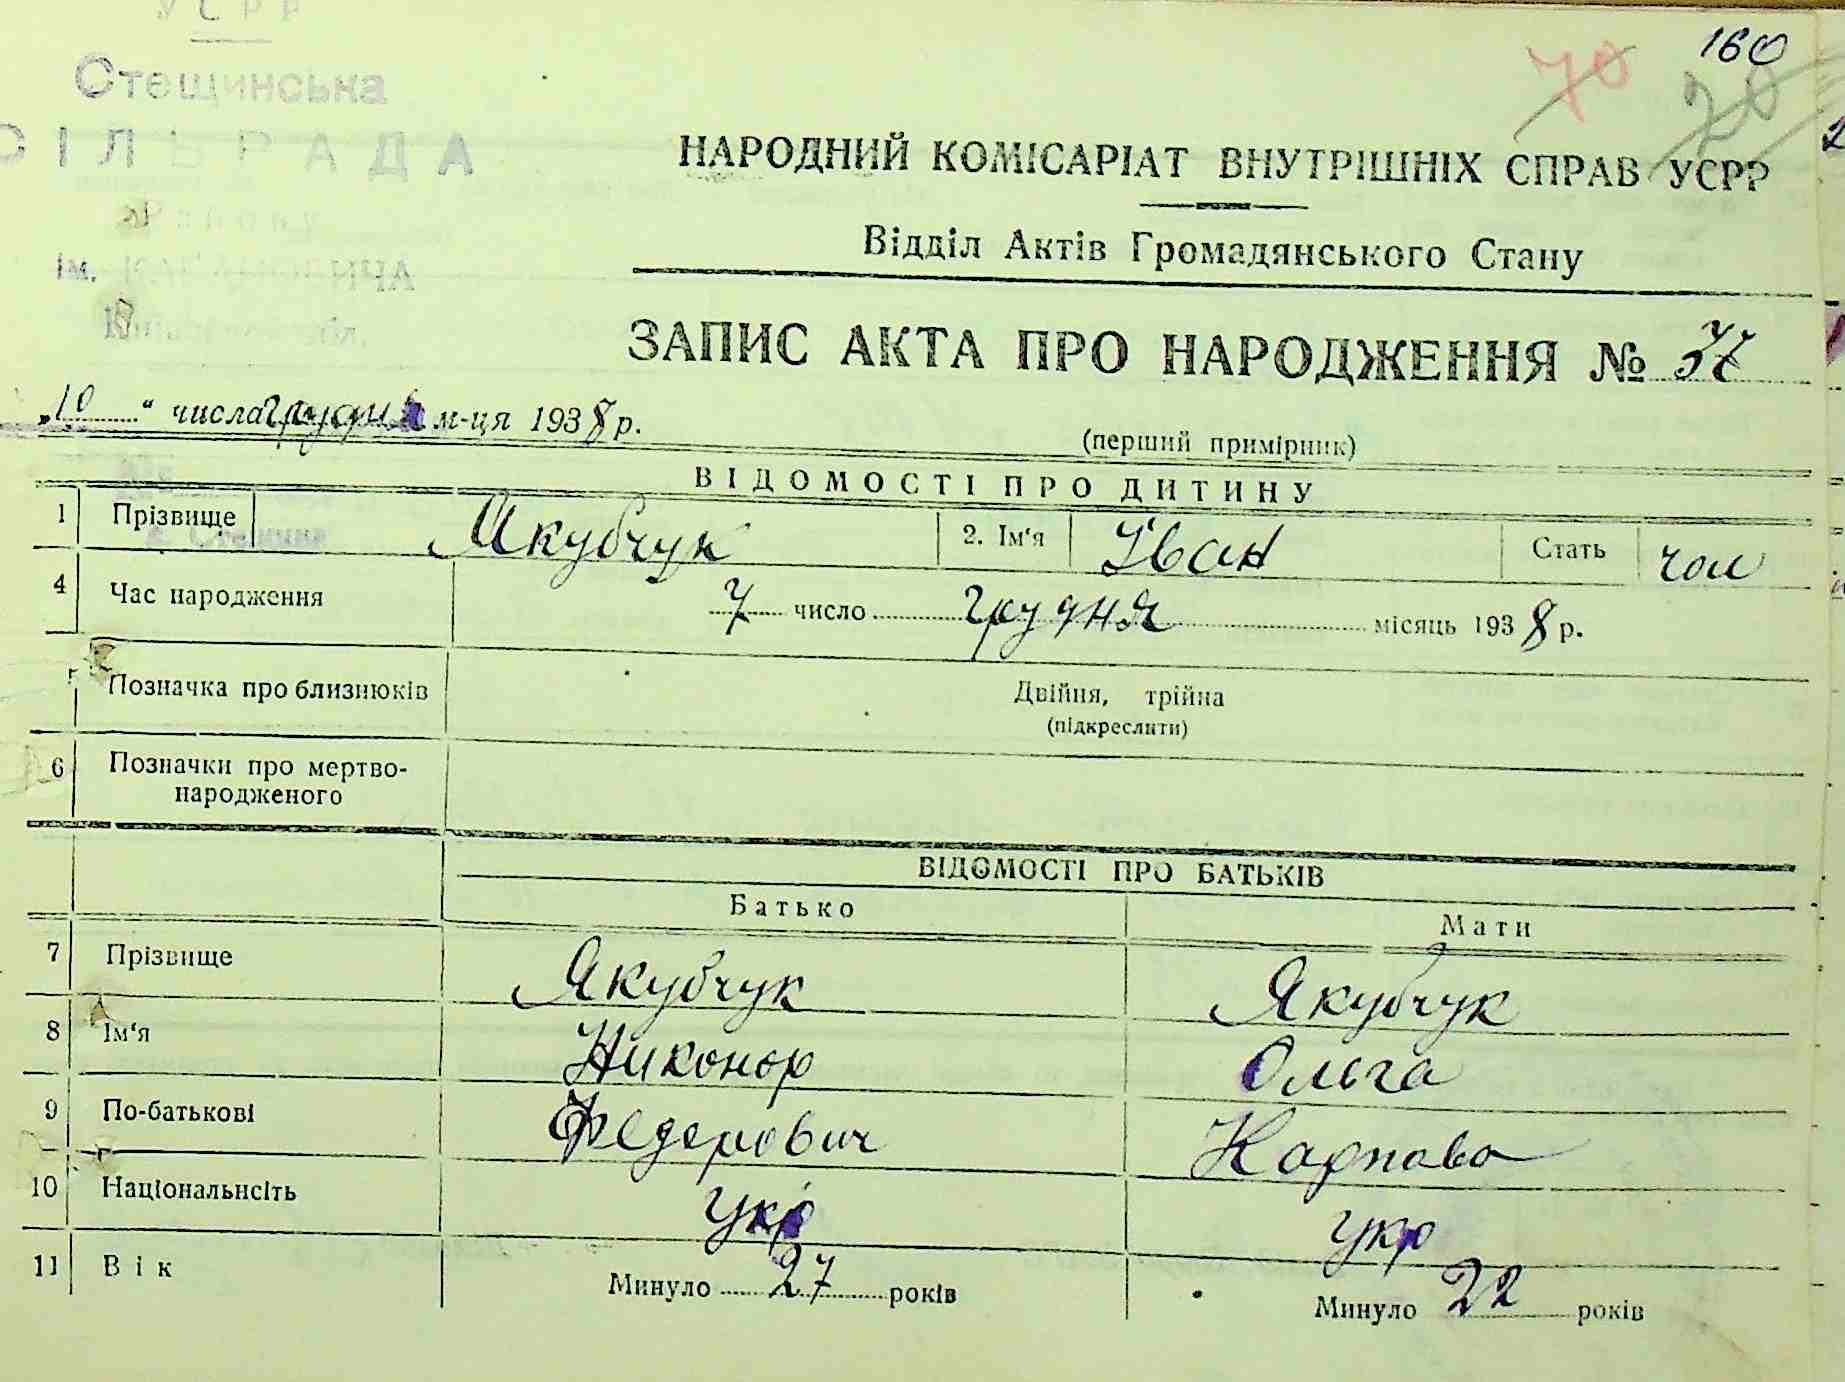 УСРР
160
70
70
Стещинська
СІЛЬРАДА
НАРОДНИЙ КОМІСАРІАТ ВНУТРІШНІХ СПРАВ УСРР
Відділ Актів Громадянського Стану
ім. КАГАНОВИЧА
ЗАПИС АКТА ПРО НАРОДЖЕННЯ №
„10“ числа грудня м-ця 1938 р.
(перший примірник)
ВІДОМОСТІ ПРО ДИТИНУ
1 Прізвище Якубчук 2. Ім‘я Іван Стать чол
4 Час народження 7 число грудня місяць 1938 р.
Позначка про близнюків Двійня, трійна
(підкреслити)
6 Позначки про мертво-
народженого
ВІДОМОСТІ ПРО БАТЬКІВ
Батько Мати
7 Прізвище Якубчук Якубчук
8 Ім‘я Никонор Ольга
9 По-батькові Федорович Карпова
10 Національнсіть укр укр
11 Вік Минуло 27 років Минуло 22 років